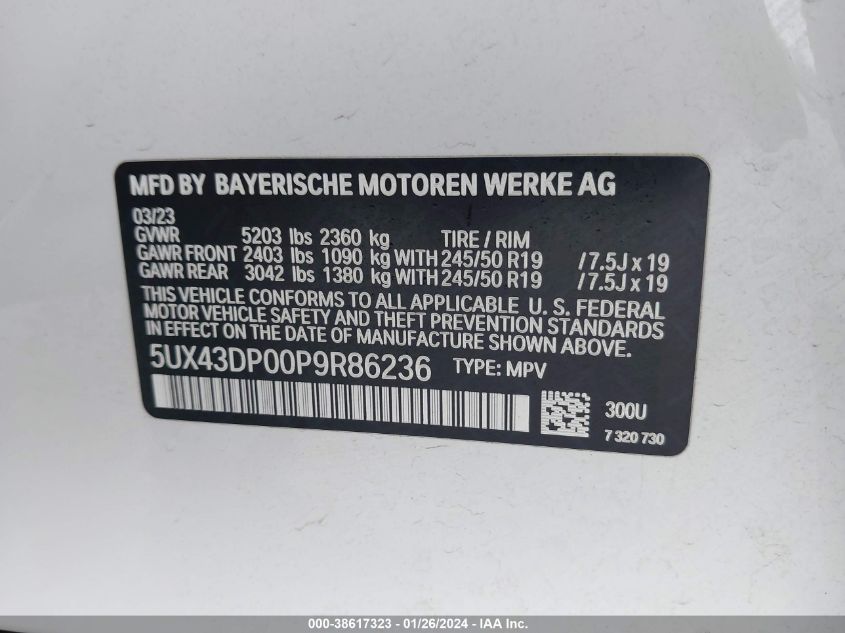 MFD BY BAYERISCHE MOTOREN WERKE AG
03/23
GVWR 5203 lbs 2360 kg TIRE / RIM
GAWR FRONT 2403 lbs 1090 kg WITH 245/50 R19 /7.5J x 19
GAWR REAR 3042 lbs 1380 kg WITH 245/50 R19 /7.5J x 19
THIS VEHICLE CONFORMS TO ALL APPLICABLE U. S. FEDERAL
MOTOR VEHICLE SAFETY AND THEFT PREVENTION STANDARDS
IN EFFECT ON THE DATE OF MANUFACTURE SHOWN ABOVE.
5UX43DP00P9R86236 TYPE: MPV
300U
7 320 730
000-38617323 - 01/26/2024 - IAA Inc.